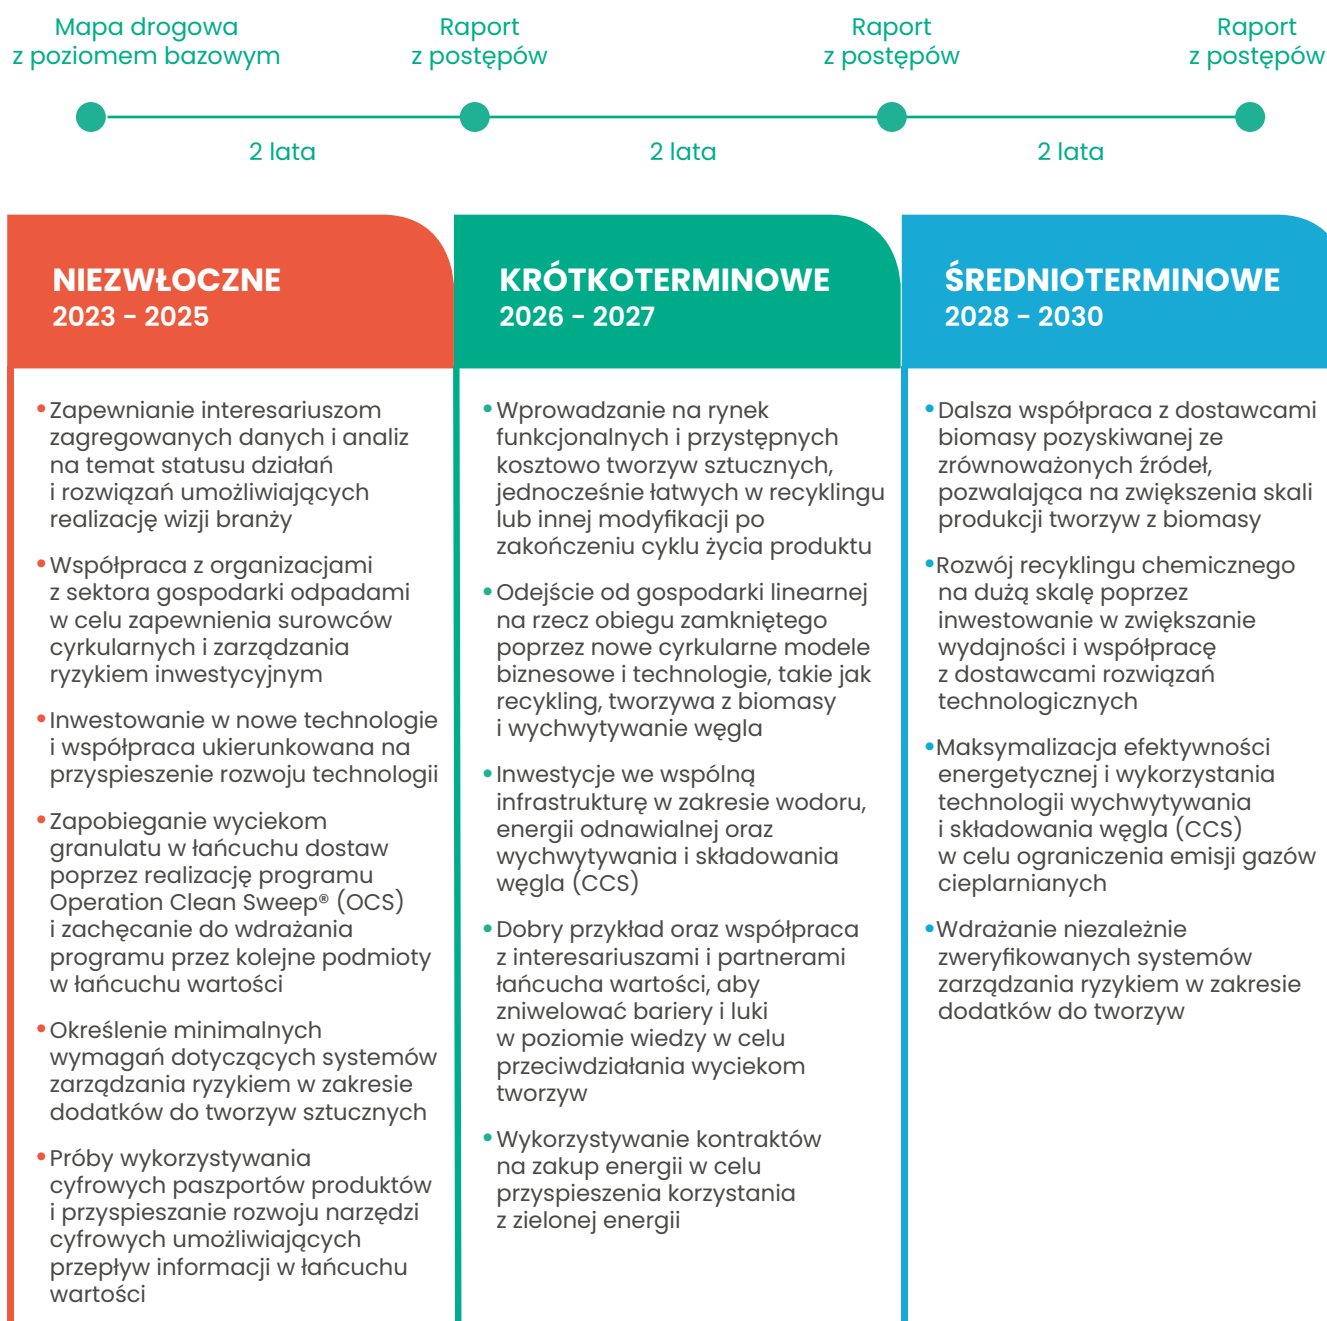 Mapa drogowa
z poziomem bazowym
Raport
z postępów
Raport
z postępów
Raport
z postępów
2 lata
2 lata
2 lata
NIEZWŁOCZNE
2023 - 2025
•Zapewnianie interesariuszom
zagregowanych danych i analiz
na temat statusu działań
i rozwiązań umożliwiających
realizację wizji branży
•Współpraca z organizacjami
z sektora gospodarki odpadami
w celu zapewnienia surowców
cyrkularnych i zarządzania
ryzykiem inwestycyjnym
•Inwestowanie w nowe technologie
i współpraca ukierunkowana na
przyspieszenie rozwoju technologii
•Zapobieganie wyciekom
granulatu w łańcuchu dostaw
poprzez realizację programu
Operation Clean Sweep® (OCS)
i zachęcanie do wdrażania
programu przez kolejne podmioty
w łańcuchu wartości
•Określenie minimalnych
wymagań dotyczących systemów
zarządzania ryzykiem w zakresie
dodatków do tworzyw sztucznych
•Próby wykorzystywania
cyfrowych paszportów produktów
i przyspieszanie rozwoju narzędzi
cyfrowych umożliwiających
przepływ informacji w łańcuchu
wartości
KRÓTKOTERMINOWE
2026 - 2027
•Wprowadzanie na rynek
funkcjonalnych i przystępnych
kosztowo tworzyw sztucznych,
jednocześnie łatwych w recyklingu
lub innej modyfikacji po
zakończeniu cyklu życia produktu
•Odejście od gospodarki linearnej
na rzecz obiegu zamkniętego
poprzez nowe cyrkularne modele
biznesowe i technologie, takie jak
recykling, tworzywa z biomasy
i wychwytywanie węgla
•Inwestycje we wspólną
infrastrukturę w zakresie wodoru,
energii odnawialnej oraz
wychwytywania i składowania
węgla (CCS)
•Dobry przykład oraz współpraca
z interesariuszami i partnerami
łańcucha wartości, aby
zniwelować bariery i luki
w poziomie wiedzy w celu
przeciwdziałania wyciekom
tworzyw
•Wykorzystywanie kontraktów
na zakup energii w celu
przyspieszenia korzystania
z zielonej energii
ŚREDNIOTERMINOWE
2028 - 2030
•Dalsza współpraca z dostawcami
biomasy pozyskiwanej ze
zrównoważonych źródeł,
pozwalająca na zwiększenia skali
produkcji tworzyw z biomasy
•Rozwój recyklingu chemicznego
na dużą skalę poprzez
inwestowanie w zwiększanie
wydajności i współpracę
z dostawcami rozwiązań
technologicznych
•Maksymalizacja efektywności
energetycznej i wykorzystania
technologii wychwytywania
i składowania węgla (CCS)
w celu ograniczenia emisji gazów
cieplarnianych
•Wdrażanie niezależnie
zweryfikowanych systemów
zarządzania ryzykiem w zakresie
dodatków do tworzyw